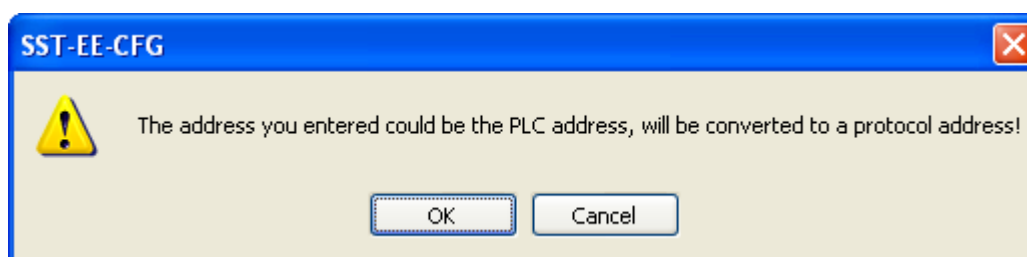 SST-EE-CFG
The address you entered could be the PLC address, will be converted to a protocol address!
OK
Cancel